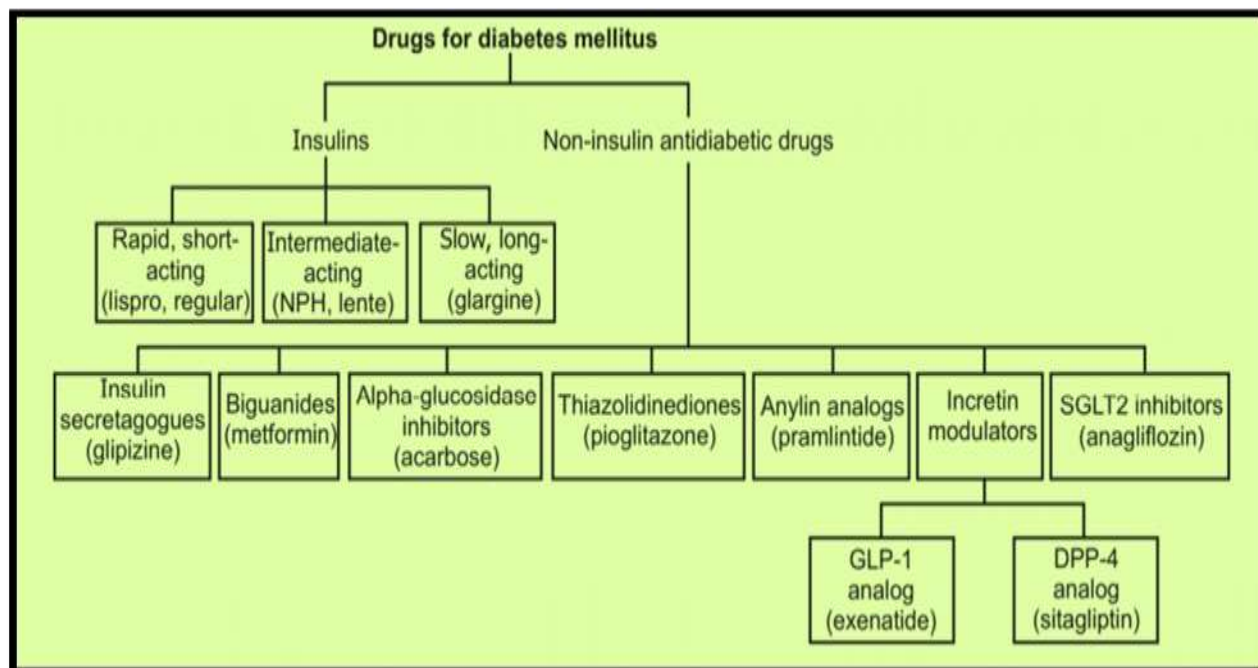 Drugs for diabetes mellitus
Insulins
Non-insulin antidiabetic drugs
Rapid, short-
acting
(lispro, regular)
Intermediate-
acting
(NPH, lente)
Slow, long-
acting
(glargine)
Insulin
secretagogues
(glipizine)
Biguanides
(metformin)
Alpha-glucosidase
inhibitors
(acarbose)
Thiazolidinediones
(pioglitazone)
Anylin analogs
(pramlintide)
Incretin
modulators
SGLT2 inhibitors
(anagliflozin)
GLP-1
analog
(exenatide)
DPP-4
analog
(sitagliptin)